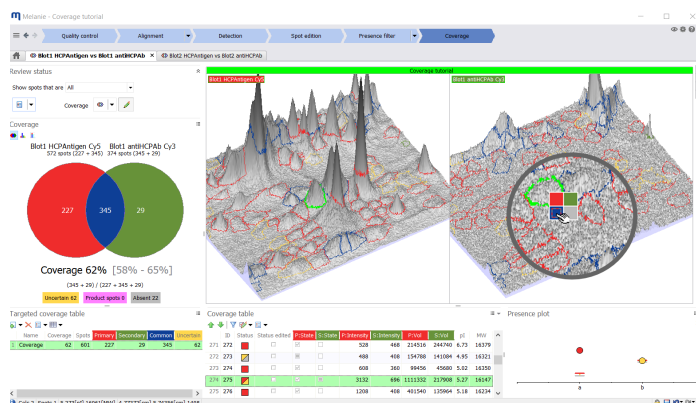 Melanie - Coverage tutorial
Quality control
Alignment
Detection
Spot edition
Presence filter
Coverage
Blot1 HCPAntigen vs Blot1 antiHCPAb
Blot2 HCPAntigen vs Blot2 antiHCPAb
Review status
Show spots that are All
Coverage
Coverage
Blot1 HCPAntigen Cy5 Blot1 antiHCPAb Cy3
572 spots (227 + 345) 374 spots (345 + 29)
227 345 29
Coverage 62% [58% - 65%]
(345 + 29) / (227 + 345 + 29)
Uncertain 62 Product spots 0 Absent 22
Coverage tutorial
Blot1 HCPAntigen Cy5
Blot1 antiHCPAb Cy3
Targeted coverage table
Name Coverage Spots Primary Secondary Common Uncertain
1 Coverage 62 601 227 29 345 62
Coverage table
ID Status Status edited P:State S:State P:Intensity S:Intensity P:Vol S:Vol pI MW
271 272 528 468 214516 244740 6.73 16379
272 273 488 408 154788 141084 4.95 16321
273 274 608 360 99456 45680 5.02 16358
274 275 3132 696 1111332 217908 5.27 16147
275 276 1208 408 401540 135964 5.18 16234
Presence plot
a b